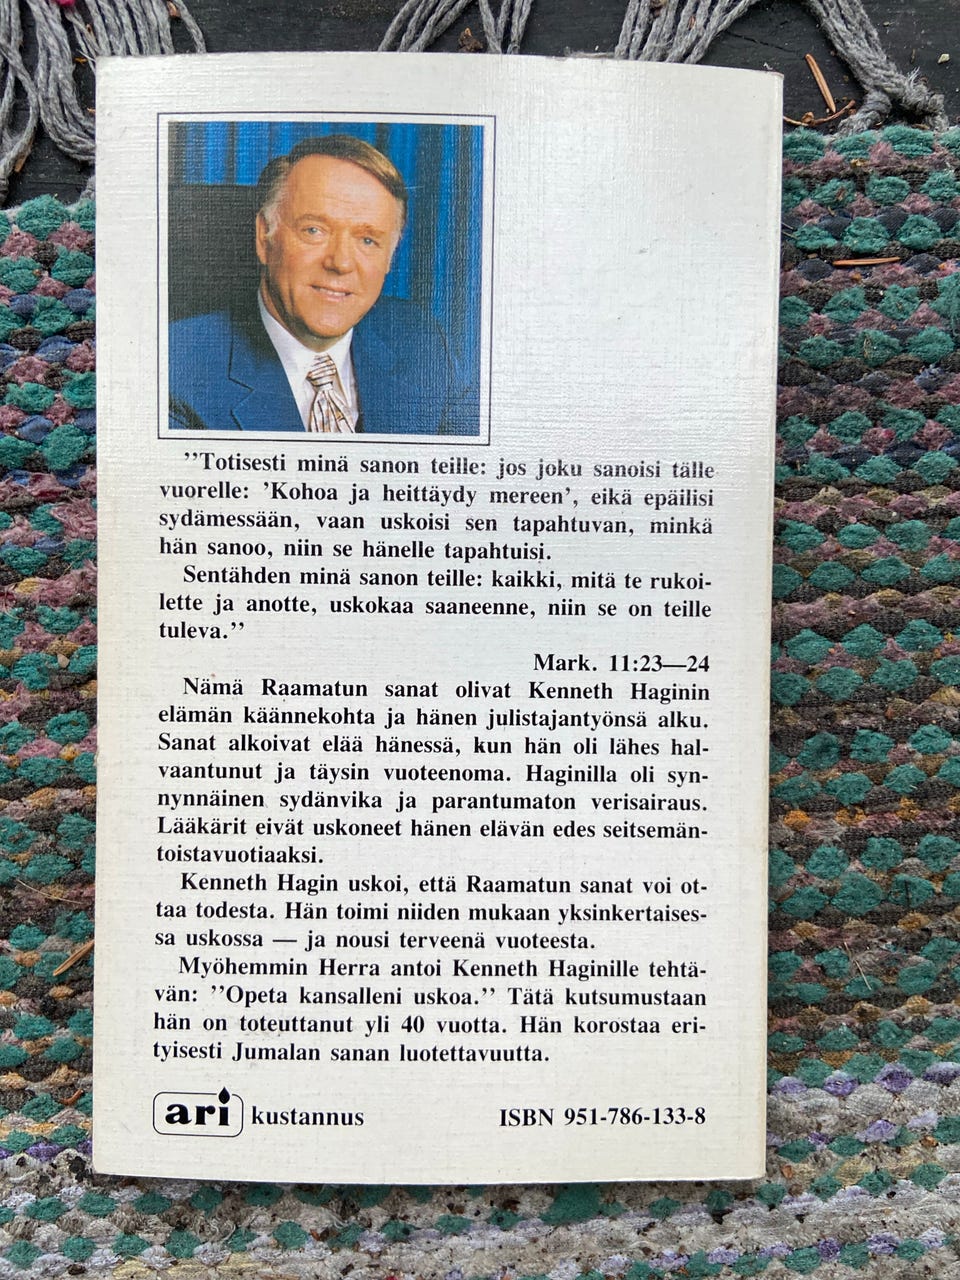 ”Totisesti minä sanon teille: jos joku sanoisi tälle
vuorelle: ’Kohoa ja heittäydy mereen’, eikä epäilisi
sydämessään, vaan uskoisi sen tapahtuvan, minkä
hän sanoo, niin se hänelle tapahtuisi.
Sentähden minä sanon teille: kaikki, mitä te rukoi-
lette ja anotte, uskokaa saaneenne, niin se on teille
tuleva.”
Mark. 11:23—24
Nämä Raamatun sanat olivat Kenneth Haginin
elämän käännekohta ja hänen julistajantyönsä alku.
Sanat alkoivat elää hänessä, kun hän oli lähes hal-
vaantunut ja täysin vuoteenoma. Haginilla oli syn-
nynnäinen sydänvika ja parantumaton verisairaus.
Lääkärit eivät uskoneet hänen elävän edes seitsemän-
toistavuotiaaksi.
Kenneth Hagin uskoi, että Raamatun sanat voi ot-
taa todesta. Hän toimi niiden mukaan yksinkertaises-
sa uskossa — ja nousi terveenä vuoteesta.
Myöhemmin Herra antoi Kenneth Haginille tehtä-
vän: ”Opeta kansalleni uskoa.” Tätä kutsumustaan
hän on toteuttanut yli 40 vuotta. Hän korostaa eri-
tyisesti Jumalan sanan luotettavuutta.
ari kustannus ISBN 951-786-133-8